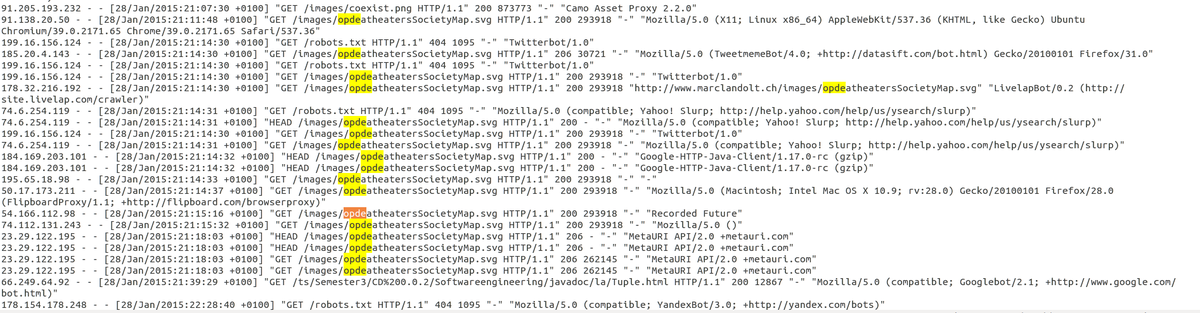 91.205.193.232 - - [28/Jan/2015:21:07:30 +0100] "GET /images/coexist.png HTTP/1.1" 200 873773 "-" "Camo Asset Proxy 2.2.0"
91.138.20.50 - - [28/Jan/2015:21:11:48 +0100] "GET /images/opdeatheatersSocietyMap.svg HTTP/1.1" 200 293918 "-" "Mozilla/5.0 (X11; Linux x86_64) AppleWebKit/537.36 (KHTML, like Gecko) Ubuntu
Chromium/39.0.2171.65 Chrome/39.0.2171.65 Safari/537.36"
199.16.156.124 - - [28/Jan/2015:21:14:30 +0100] "GET /robots.txt HTTP/1.1" 404 1095 "-" "Twitterbot/1.0"
185.20.4.143 - - [28/Jan/2015:21:14:30 +0100] "GET /images/opdeatheatersSocietyMap.svg HTTP/1.1" 206 30721 "-" "Mozilla/5.0 (TweetmemeBot/4.0; +http://datasift.com/bot.html) Gecko/20100101 Firefox/31.0"
199.16.156.124 - - [28/Jan/2015:21:14:30 +0100] "GET /robots.txt HTTP/1.1" 404 1095 "-" "Twitterbot/1.0"
199.16.156.124 - - [28/Jan/2015:21:14:30 +0100] "GET /images/opdeatheatersSocietyMap.svg HTTP/1.1" 200 293918 "-" "Twitterbot/1.0"
178.32.216.192 - - [28/Jan/2015:21:14:30 +0100] "GET /images/opdeatheatersSocietyMap.svg HTTP/1.1" 200 293918 "http://www.marclandolt.ch/images/opdeatheatersSocietyMap.svg" "LivelapBot/0.2 (http://
site.livelap.com/crawler)"
74.6.254.119 - - [28/Jan/2015:21:14:31 +0100] "GET /robots.txt HTTP/1.1" 404 1095 "-" "Mozilla/5.0 (compatible; Yahoo! Slurp; http://help.yahoo.com/help/us/ysearch/slurp)"
74.6.254.119 - - [28/Jan/2015:21:14:31 +0100] "HEAD /images/opdeatheatersSocietyMap.svg HTTP/1.1" 200 - "-" "Mozilla/5.0 (compatible; Yahoo! Slurp; http://help.yahoo.com/help/us/ysearch/slurp)"
199.16.156.124 - - [28/Jan/2015:21:14:30 +0100] "GET /images/opdeatheatersSocietyMap.svg HTTP/1.1" 200 293918 "-" "Twitterbot/1.0"
74.6.254.119 - - [28/Jan/2015:21:14:31 +0100] "GET /images/opdeatheatersSocietyMap.svg HTTP/1.1" 200 293918 "-" "Mozilla/5.0 (compatible; Yahoo! Slurp; http://help.yahoo.com/help/us/ysearch/slurp)"
184.169.203.101 - - [28/Jan/2015:21:14:32 +0100] "HEAD /images/opdeatheatersSocietyMap.svg HTTP/1.1" 200 - "-" "Google-HTTP-Java-Client/1.17.0-rc (gzip)"
184.169.203.101 - - [28/Jan/2015:21:14:32 +0100] "HEAD /images/opdeatheatersSocietyMap.svg HTTP/1.1" 200 - "-" "Google-HTTP-Java-Client/1.17.0-rc (gzip)"
195.65.18.98 - - [28/Jan/2015:21:14:33 +0100] "GET /images/opdeatheatersSocietyMap.svg HTTP/1.1" 200 293918 "-" "-"
50.17.173.211 - - [28/Jan/2015:21:14:37 +0100] "GET /images/opdeatheatersSocietyMap.svg HTTP/1.1" 200 293918 "-" "Mozilla/5.0 (Macintosh; Intel Mac OS X 10.9; rv:28.0) Gecko/20100101 Firefox/28.0
(FlipboardProxy/1.1; +http://flipboard.com/browserproxy)"
54.166.112.98 - - [28/Jan/2015:21:15:16 +0100] "GET /images/opdeatheatersSocietyMap.svg HTTP/1.1" 200 293918 "-" "Recorded Future"
74.112.131.243 - - [28/Jan/2015:21:15:32 +0100] "GET /images/opdeatheatersSocietyMap.svg HTTP/1.1" 200 293918 "-" "Mozilla/5.0 ()"
23.29.122.195 - - [28/Jan/2015:21:18:03 +0100] "HEAD /images/opdeatheatersSocietyMap.svg HTTP/1.1" 206 - "-" "MetaURI API/2.0 +metauri.com"
23.29.122.195 - - [28/Jan/2015:21:18:03 +0100] "HEAD /images/opdeatheatersSocietyMap.svg HTTP/1.1" 206 - "-" "MetaURI API/2.0 +metauri.com"
23.29.122.195 - - [28/Jan/2015:21:18:03 +0100] "GET /images/opdeatheatersSocietyMap.svg HTTP/1.1" 206 262145 "-" "MetaURI API/2.0 +metauri.com"
23.29.122.195 - - [28/Jan/2015:21:18:03 +0100] "GET /images/opdeatheatersSocietyMap.svg HTTP/1.1" 206 262145 "-" "MetaURI API/2.0 +metauri.com"
66.249.64.92 - - [28/Jan/2015:21:39:29 +0100] "GET /ts/Semester3/CD%200.0.2/Softwareengineering/javadoc/la/Tuple.html HTTP/1.1" 200 12867 "-" "Mozilla/5.0 (compatible; Googlebot/2.1; +http://www.google.com/
bot.html)"
178.154.178.248 - - [28/Jan/2015:22:28:40 +0100] "GET /robots.txt HTTP/1.1" 404 1095 "-" "Mozilla/5.0 (compatible; YandexBot/3.0; +http://yandex.com/bots)"